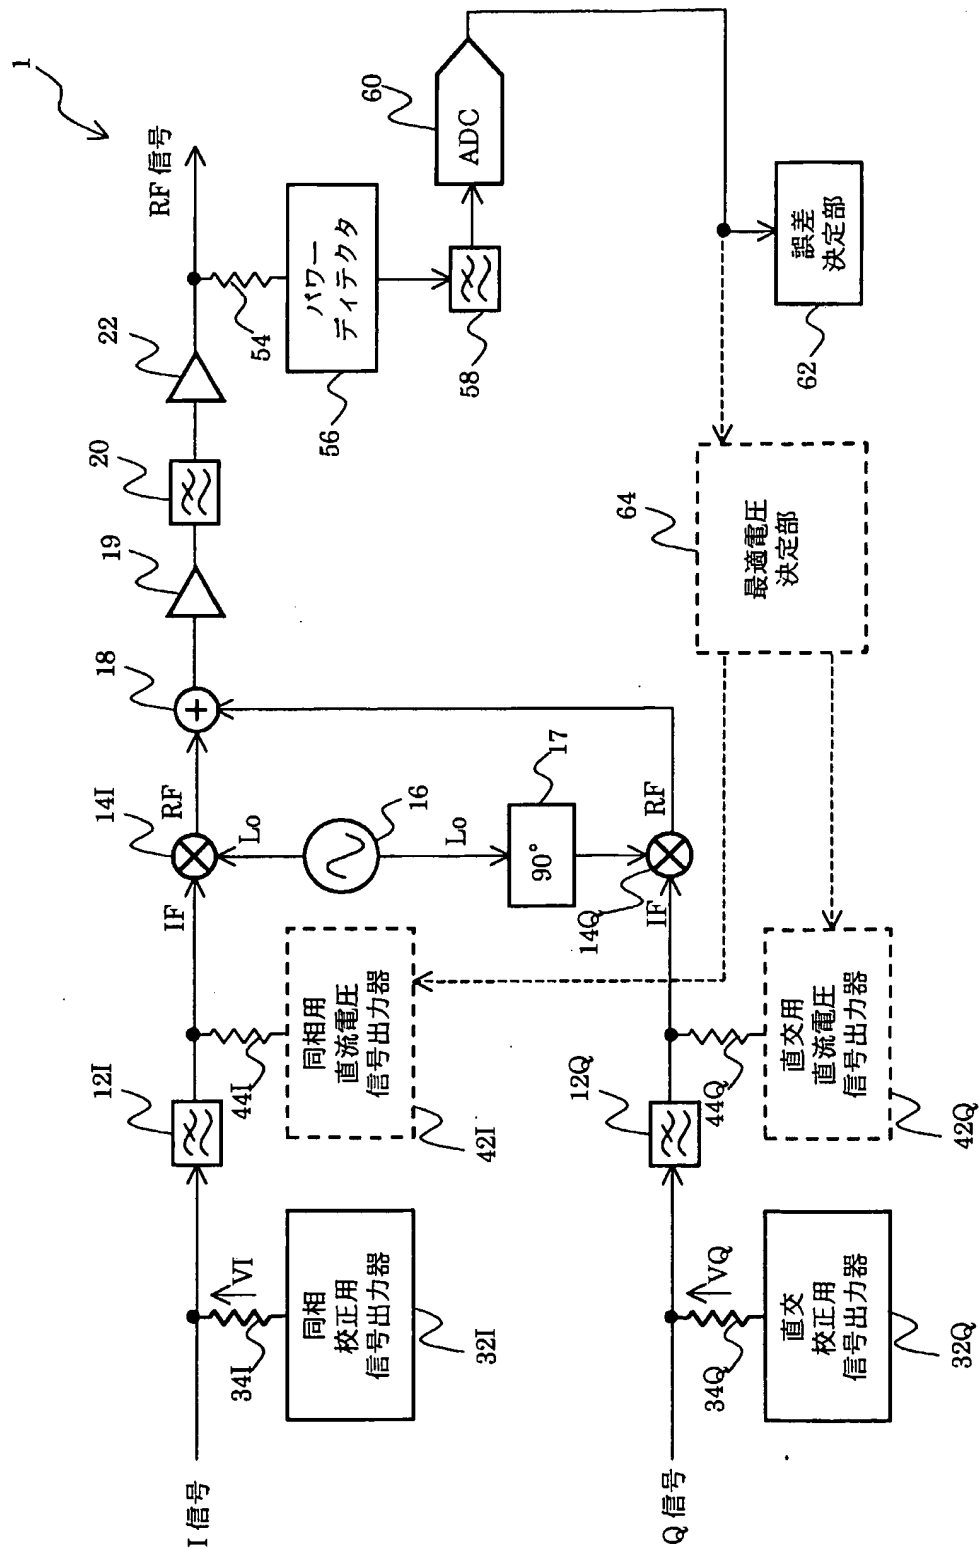 1
RF 信号
22
20
19
18
14I
RF
Lo
IF
16
Lo
17
90°
RF
IF
14Q
54
パワー
ディテクタ
56
58
60
ADC
誤差
決定部
62
64
最適電圧
決定部
12I
44I
同相用
直流電圧
信号出力器
42I
12Q
44Q
直交用
直流電圧
信号出力器
42Q
VI
34I
同相
校正用
信号出力器
32I
VQ
34Q
直交
校正用
信号出力器
32Q
I 信号
Q 信号